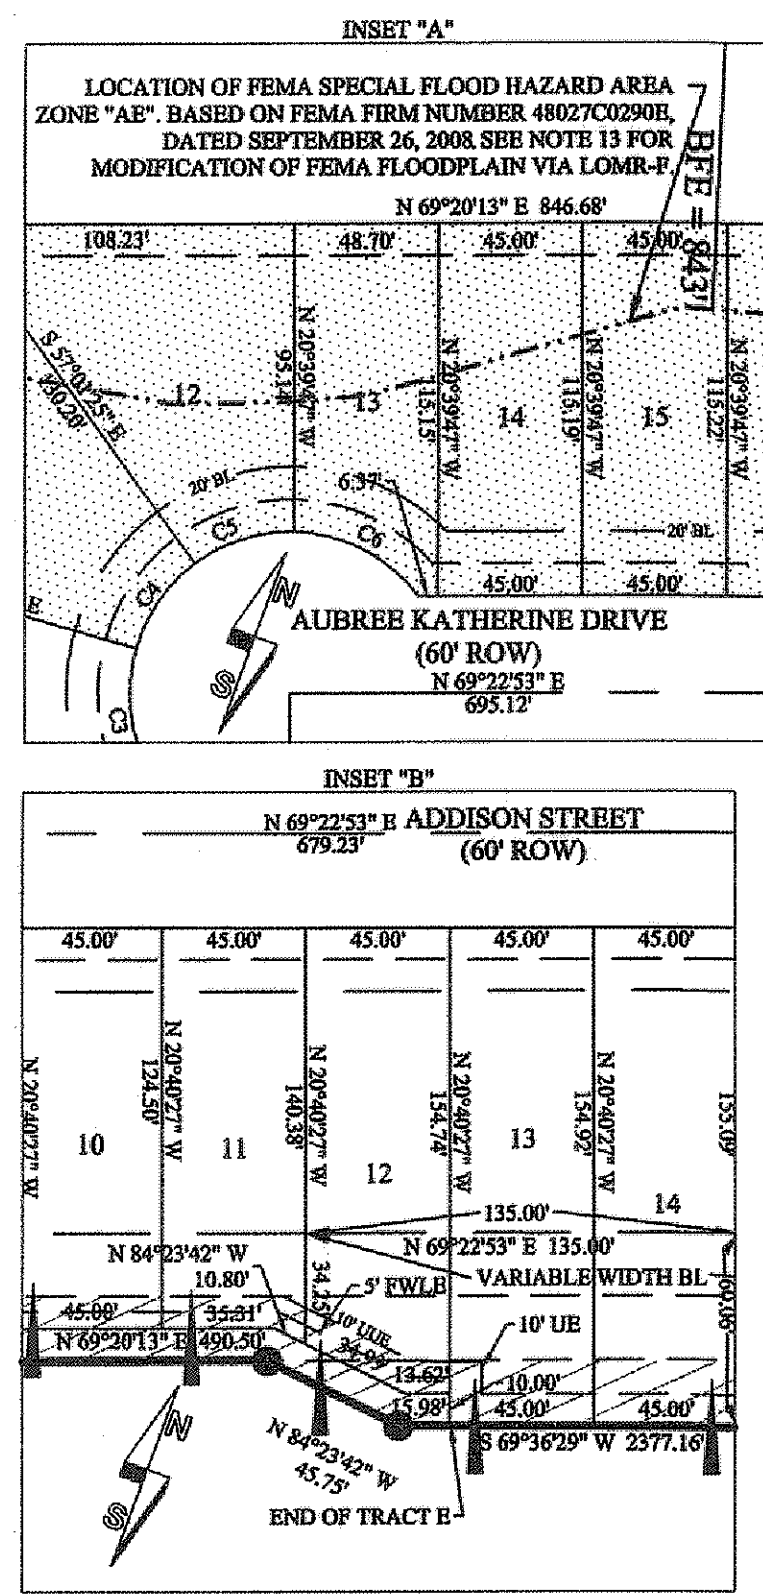 INSET "A"
LOCATION OF FEMA SPECIAL FLOOD HAZARD AREA
ZONE "AE". BASED ON FEMA FIRM NUMBER 48027C0290E,
DATED SEPTEMBER 26, 2008. SEE NOTE 13 FOR
MODIFICATION OF FEMA FLOODPLAIN VIA LOMR-F.
BFE = 843'
N 69°20'13" E 846.68'
108.23'
48.70'
45.00'
45.00'
S 57°01'25" E
12
N 20°39'47" W
95.14'
13
N 20°39'47" W
115.15'
14
N 20°39'47" W
115.19'
15
N 20°39'47" W
115.22'
20' BL
6.37'
20' BL
C5
C6
C4
E
C3
45.00'
45.00'
N
S
AUBREE KATHERINE DRIVE
(60' ROW)
N 69°22'53" E
695.12'
INSET "B"
N 69°22'53" E
679.23'
ADDISON STREET
(60' ROW)
45.00'
45.00'
45.00'
45.00'
45.00'
N 20°40'27" W
10
N 20°40'27" W
124.50'
11
N 20°40'27" W
140.38'
12
N 20°40'27" W
154.74'
13
N 20°40'27" W
154.92'
14
155.09'
135.00'
N 69°22'53" E 135.00'
N 84°23'42" W
10.80'
34.25'
VARIABLE WIDTH BL
5' FWLE
10' UUE
45.00'
35.31'
N 69°20'13" E 490.50'
10' UE
13.62'
10.00'
15.98'
45.00'
45.00'
S 69°36'29" W 2377.16'
N 84°23'42" W
45.75'
END OF TRACT E
N
S